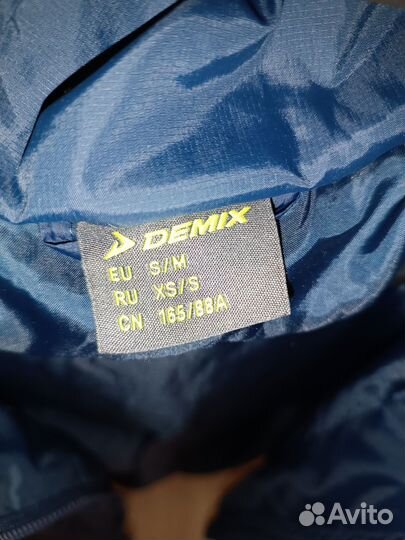 DEMIX
EU S/M
RU XS/S
CN 165/88A
Avito